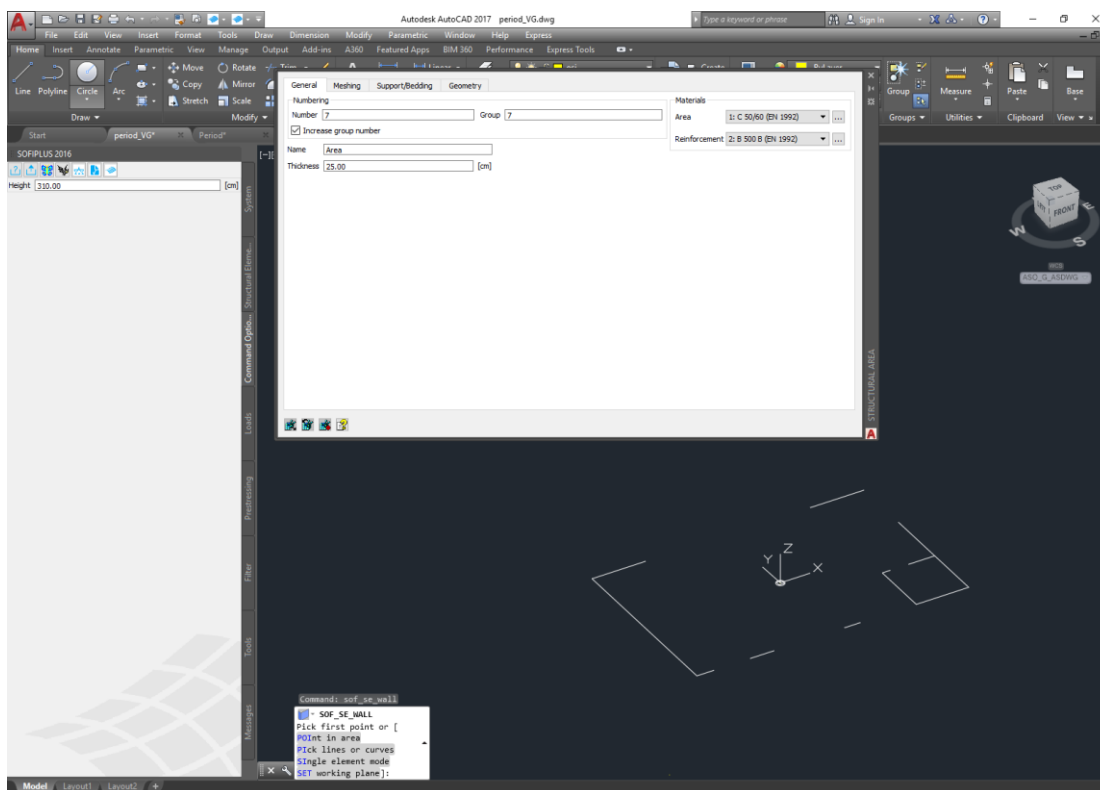 Autodesk AutoCAD 2017 period_VG.dwg
Type a keyword or phrase
Sign In
File Edit View Insert Format Tools Draw Dimension Modify Parametric Window Help Express
Home Insert Annotate Parametric View Manage Output Add-ins A360 Featured Apps BIM 360 Performance Express Tools
Move Rotate
Line Polyline Circle Arc
Copy Mirror
Stretch Scale
Group Measure Paste Base
Draw Modify Groups Utilities Clipboard View
Start period_VG* Period*
SOFIPLUS 2016
Height 310.00 [cm]
System
Structural Eleme...
Command Optio...
Loads
Prestressing
Filter
Tools
Messages
General Meshing Support/Bedding Geometry
Numbering
Number 7 Group 7
Increase group number
Name Area
Thickness 25.00 [cm]
Materials
Area 1: C 50/60 (EN 1992) ...
Reinforcement 2: B 500 B (EN 1992) ...
STRUCTURAL AREA
TOP
FRONT
W
S
E
ASO_G_ASDWG
Z
Y
X
Command: sof_se_wall
- SOF_SE_WALL
Pick first point or [
POInt in area
PIck lines or curves
SIngle element mode
SET working plane]:
Model Layout1 Layout2 +